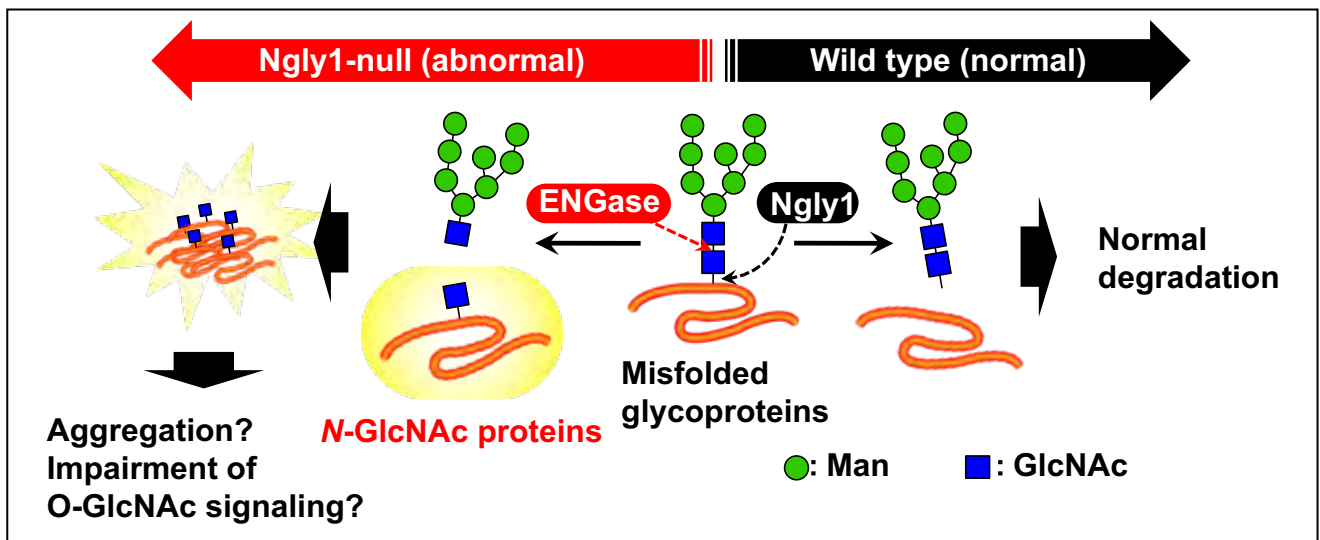 Ngly1-null (abnormal)
Wild type (normal)
ENGase
Ngly1
Normal
degradation
Misfolded
glycoproteins
N-GlcNAc proteins
Aggregation?
Impairment of
O-GlcNAc signaling?
: Man
: GlcNAc